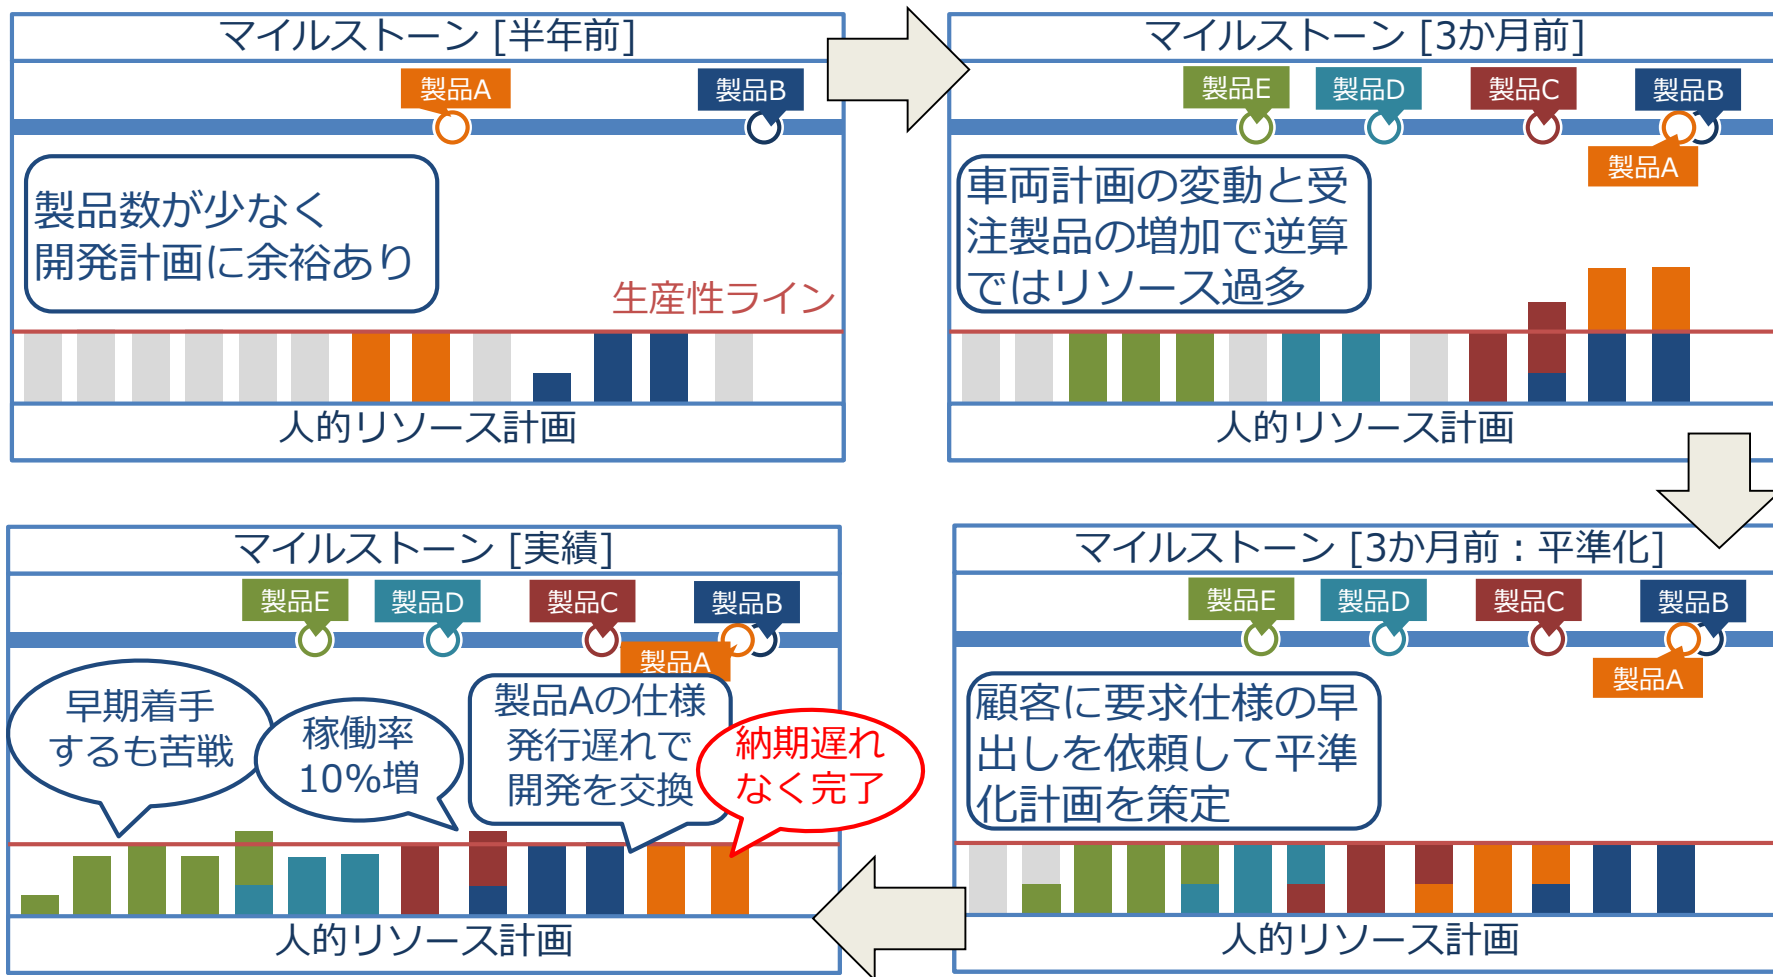 マイルストーン [半年前]
製品A
製品B
製品数が少なく
開発計画に余裕あり
生産性ライン
人的リソース計画
マイルストーン [3か月前]
製品E
製品D
製品C
製品B
製品A
車両計画の変動と受
注製品の増加で逆算
ではリソース過多
人的リソース計画
マイルストーン [実績]
製品E
製品D
製品C
製品B
製品A
早期着手
するも苦戦
稼働率
10%増
製品Aの仕様
発行遅れで
開発を交換
納期遅れ
なく完了
人的リソース計画
マイルストーン [3か月前：平準化]
製品E
製品D
製品C
製品B
製品A
顧客に要求仕様の早
出しを依頼して平準
化計画を策定
人的リソース計画